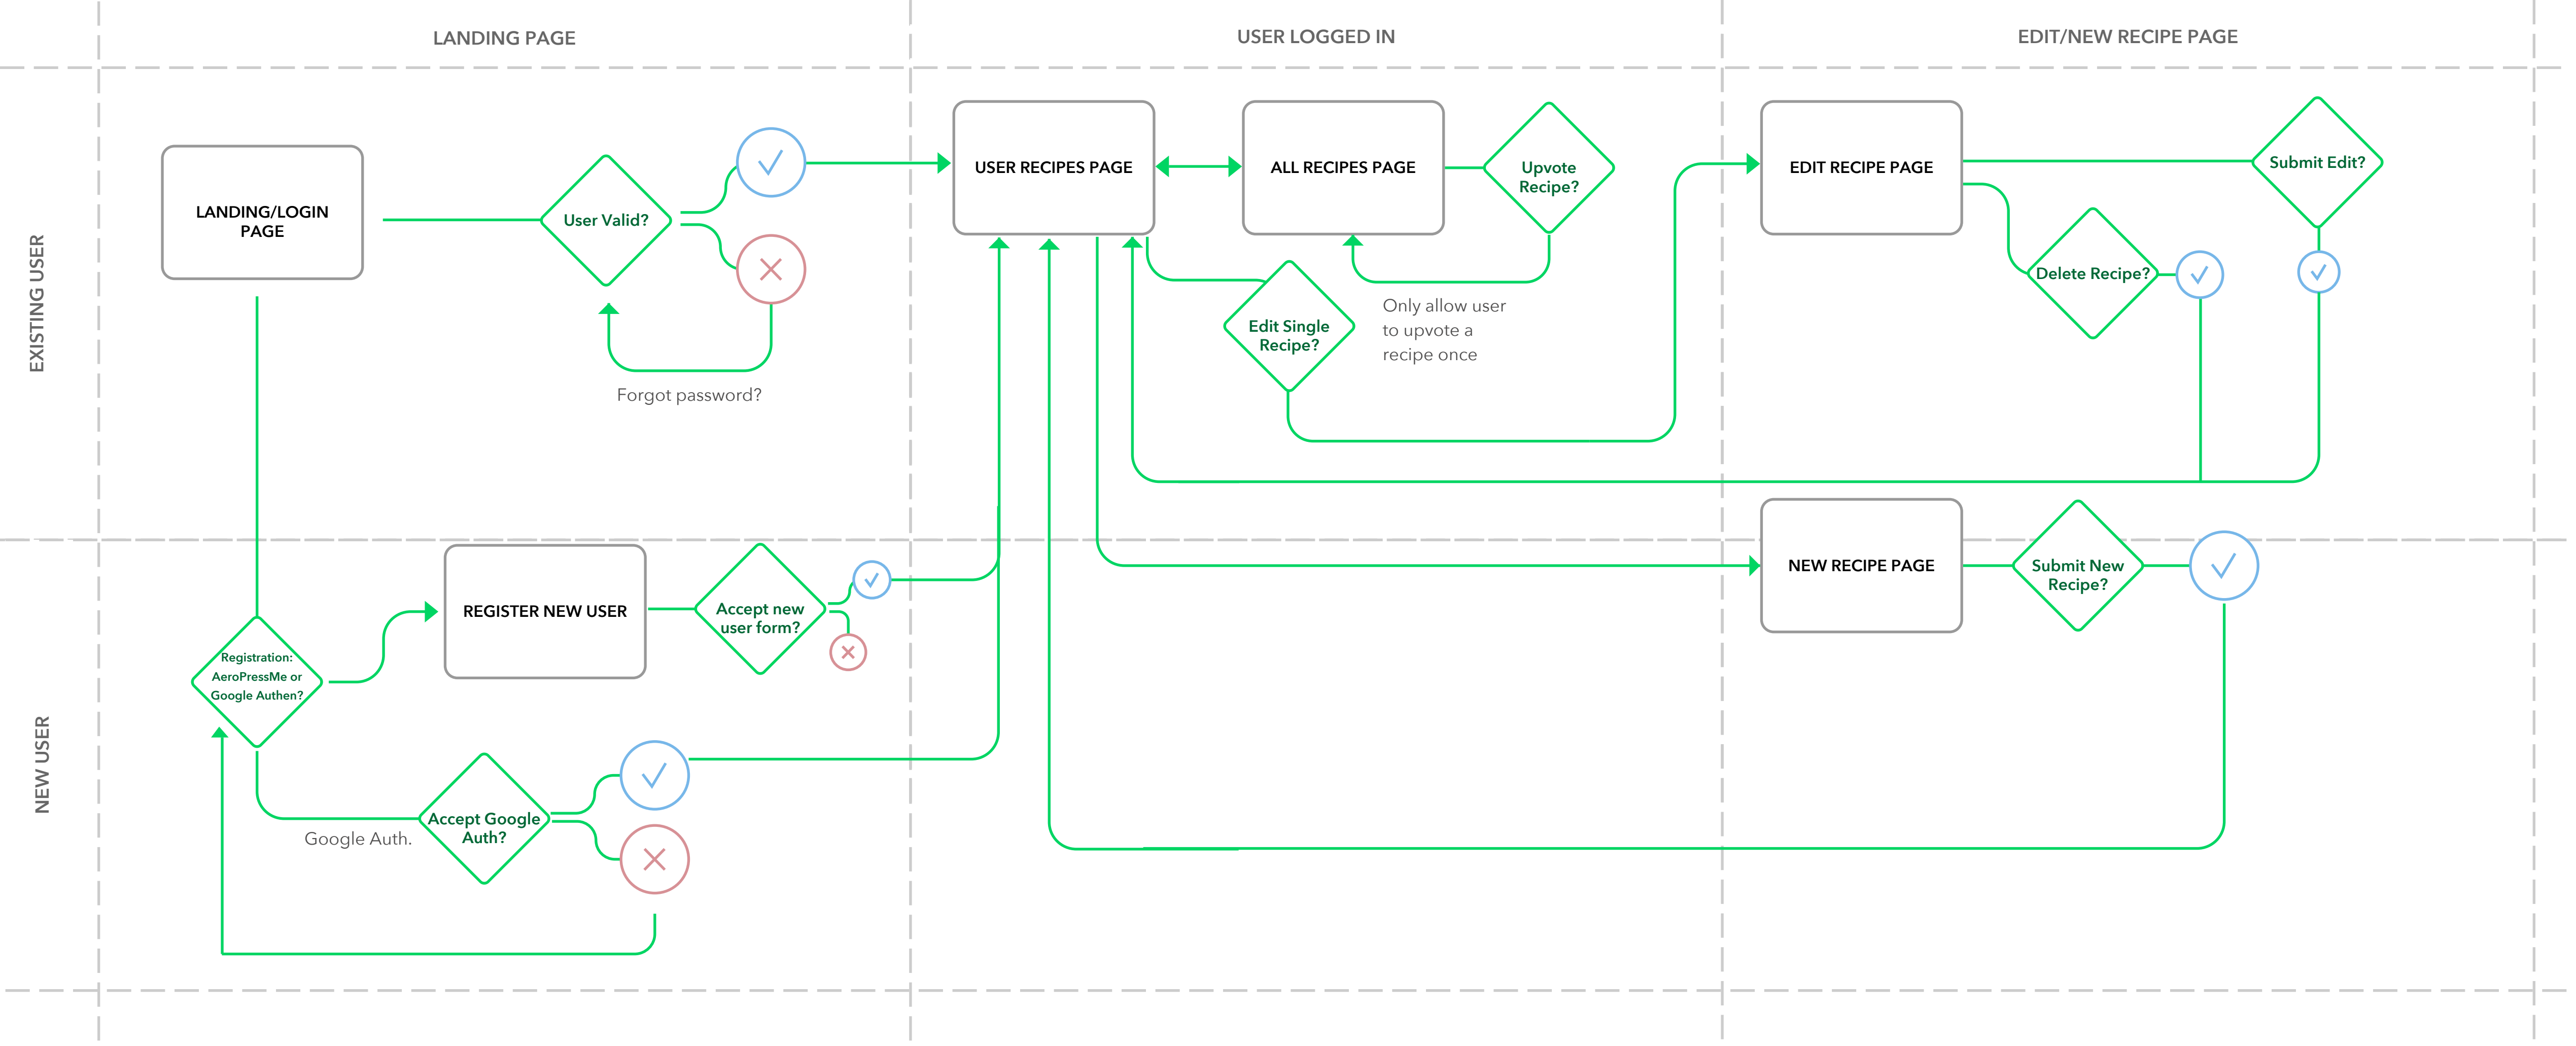 LANDING PAGE
USER LOGGED IN
EDIT/NEW RECIPE PAGE
EXISTING USER
LANDING/LOGIN
PAGE
User Valid?
Forgot password?
USER RECIPES PAGE
ALL RECIPES PAGE
Upvote
Recipe?
Edit Single
Recipe?
Only allow user
to upvote a
recipe once
EDIT RECIPE PAGE
Submit Edit?
Delete Recipe?
NEW USER
Registration:
AeroPressMe or
Google Authen?
REGISTER NEW USER
Accept new
user form?
Google Auth.
Accept Google
Auth?
NEW RECIPE PAGE
Submit New
Recipe?